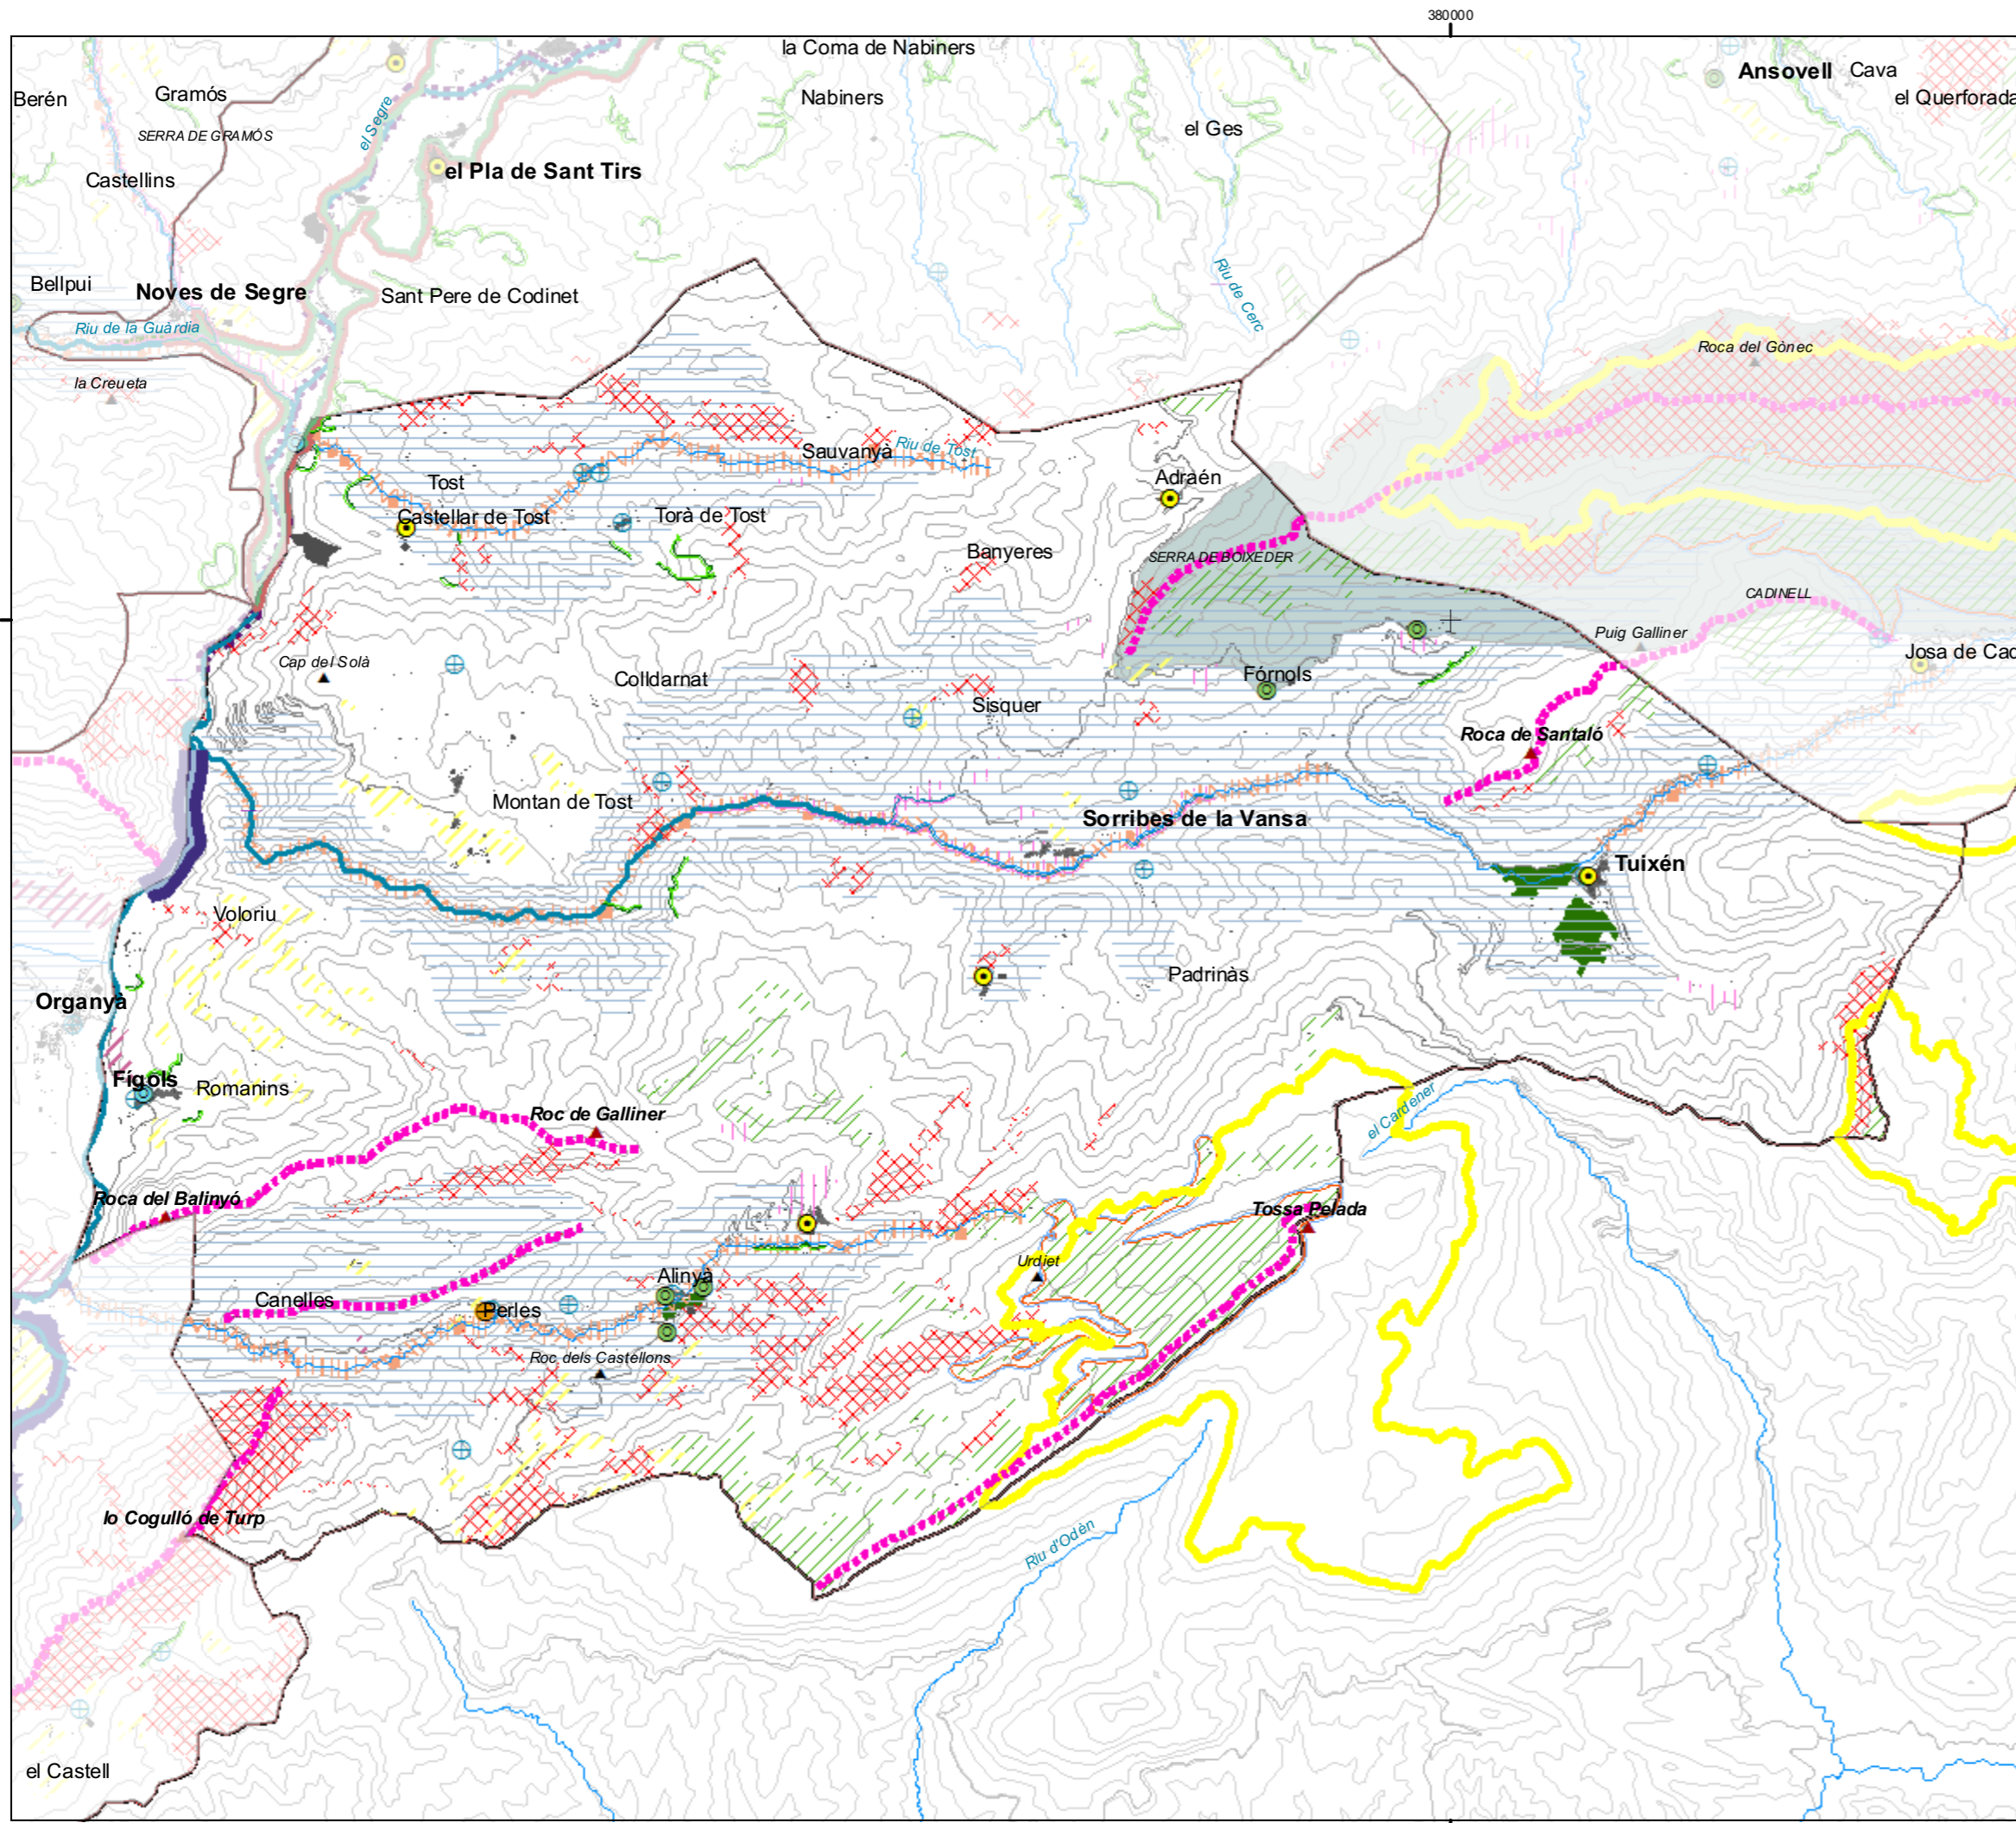 380000
la Coma de Nabiners
Ansovell
Cava
Berén
Gramós
Nabiners
el Querforada
SERRA DE GRAMÓS
el Segre
el Ges
el Pla de Sant Tirs
Castellins
Bellpui
Noves de Segre
Sant Pere de Codinet
Riu de Cerc
Riu de la Guàrdia
Roca del Gònec
la Creueta
Sauvanyà
Riu de Tost
Tost
Adraén
Castellar de Tost
Torà de Tost
Banyeres
SERRA DE BOIXEDER
CADINELL
Puig Galliner
Josa de Cad
Cap del Solà
Colldarnat
Fórnols
Sisquer
Roca de Santaló
Montan de Tost
Sorribes de la Vansa
Tuixén
Voloriu
Padrinàs
Organyà
Fígols
Romanins
Roc de Galliner
el Cardener
Roca del Balinyó
Tossa Pelada
Urdiet
Alinyà
Canelles
Perles
Roc dels Castellons
lo Cogulló de Turp
Riu d'Odèn
el Castell